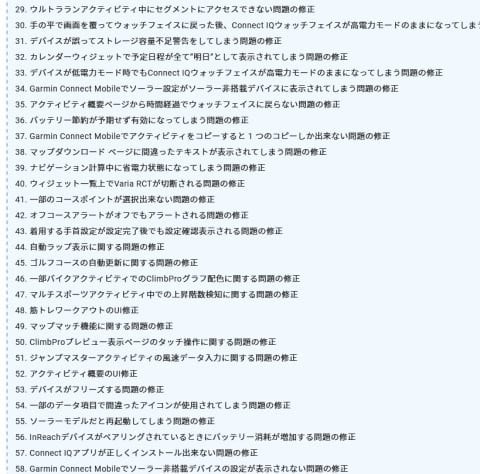 29. ウルトラランアクティビティ中にセグメントにアクセスできない問題の修正
30. 手の平で画面を覆ってウォッチフェイスに戻った後、Connect IQウォッチフェイスが高電力モードのままになってしま
31. デバイスが誤ってストレージ容量不足警告をしてしまう問題の修正
32. カレンダーウィジェットで予定日程が全て"明日"として表示されてしまう問題の修正
33. デバイスが低電力モード時でもConnect IQウォッチフェイスが高電力モードのままになってしまう問題の修正
34. Garmin Connect Mobileでソーラー設定がソーラー非搭載デバイスに表示されてしまう問題の修正
35. アクティビティ概要ページから時間経過でウォッチフェイスに戻らない問題の修正
36. バッテリー節約が予期せず有効になってしまう問題の修正
37. Garmin Connect Mobileでアクティビティをコピーすると 1 つのコピーしか出来ない問題の修正
38. マップダウンロード ページに間違ったテキストが表示されてしまう問題の修正
39. ナビゲーション計算中に省電力状態になってしまう問題の修正
40. ウィジェット一覧上でVaria RCTが切断される問題の修正
41. 一部のコースポイントが選択出来ない問題の修正
42. オフコースアラートがオフでもアラートされる問題の修正
43. 着用する手首設定が設定完了後でも設定確認表示される問題の修正
44. 自動ラップ表示に関する問題の修正
45. ゴルフコースの自動更新に関する問題の修正
46. 一部バイクアクティビティでのClimbProグラフ配色に関する問題の修正
47. マルチスポーツアクティビティ中での上昇階数検知に関する問題の修正
48. 筋トレワークアウトのUI修正
49. マップマッチ機能に関する問題の修正
50. ClimbProプレビュー表示ページのタッチ操作に関する問題の修正
51. ジャンプマスターアクティビティの風速データ入力に関する問題の修正
52. アクティビティ概要のUI修正
53. デバイスがフリーズする問題の修正
54. 一部のデータ項目で間違ったアイコンが使用されてしまう問題の修正
55. ソーラーモデルだと再起動してしまう問題の修正
56. InReachデバイスがペアリングされているときにバッテリー消耗が増加する問題の修正
57. Connect IQアプリが正しくインストール出来ない問題の修正
58. Garmin Connect Mobileでソーラー非搭載デバイスの設定が表示されない問題の修正